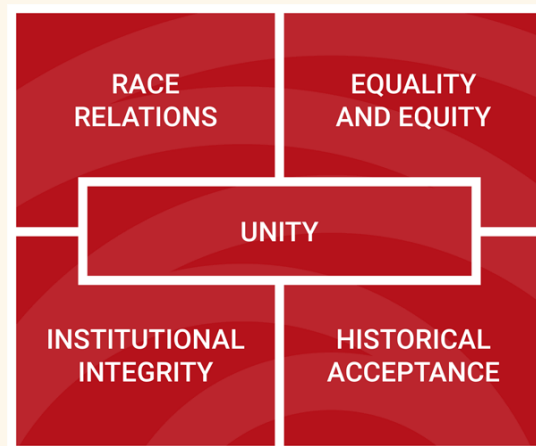 RACE
RELATIONS
EQUALITY
AND EQUITY
UNITY
INSTITUTIONAL
INTEGRITY
HISTORICAL
ACCEPTANCE